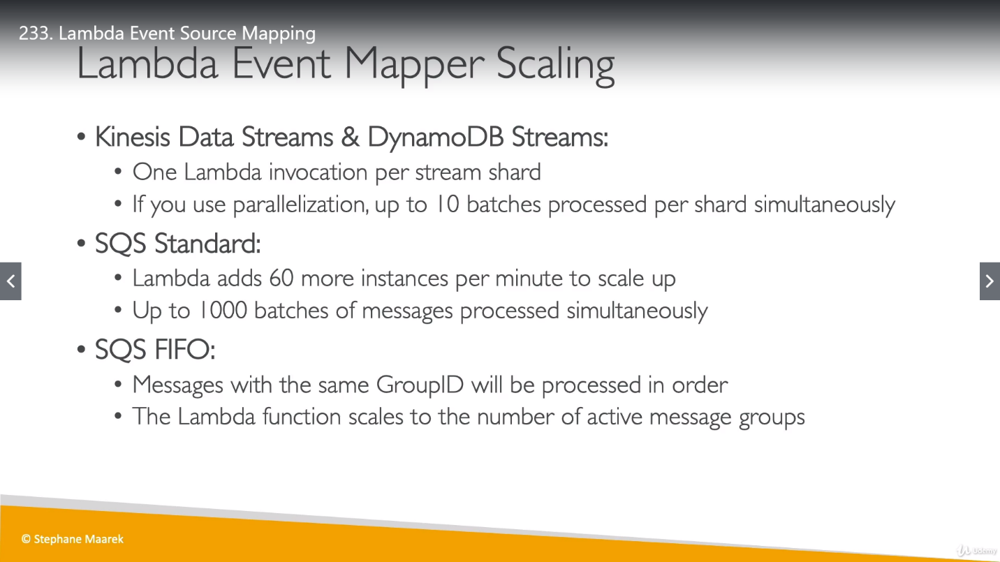 233. Lambda Event Source Mapping
Lambda Event Mapper Scaling
• Kinesis Data Streams & DynamoDB Streams:
• One Lambda invocation per stream shard
• If you use parallelization, up to 10 batches processed per shard simultaneously
• SQS Standard:
• Lambda adds 60 more instances per minute to scale up
• Up to 1000 batches of messages processed simultaneously
• SQS FIFO:
• Messages with the same GroupID will be processed in order
• The Lambda function scales to the number of active message groups
© Stephane Maarek
Udemy